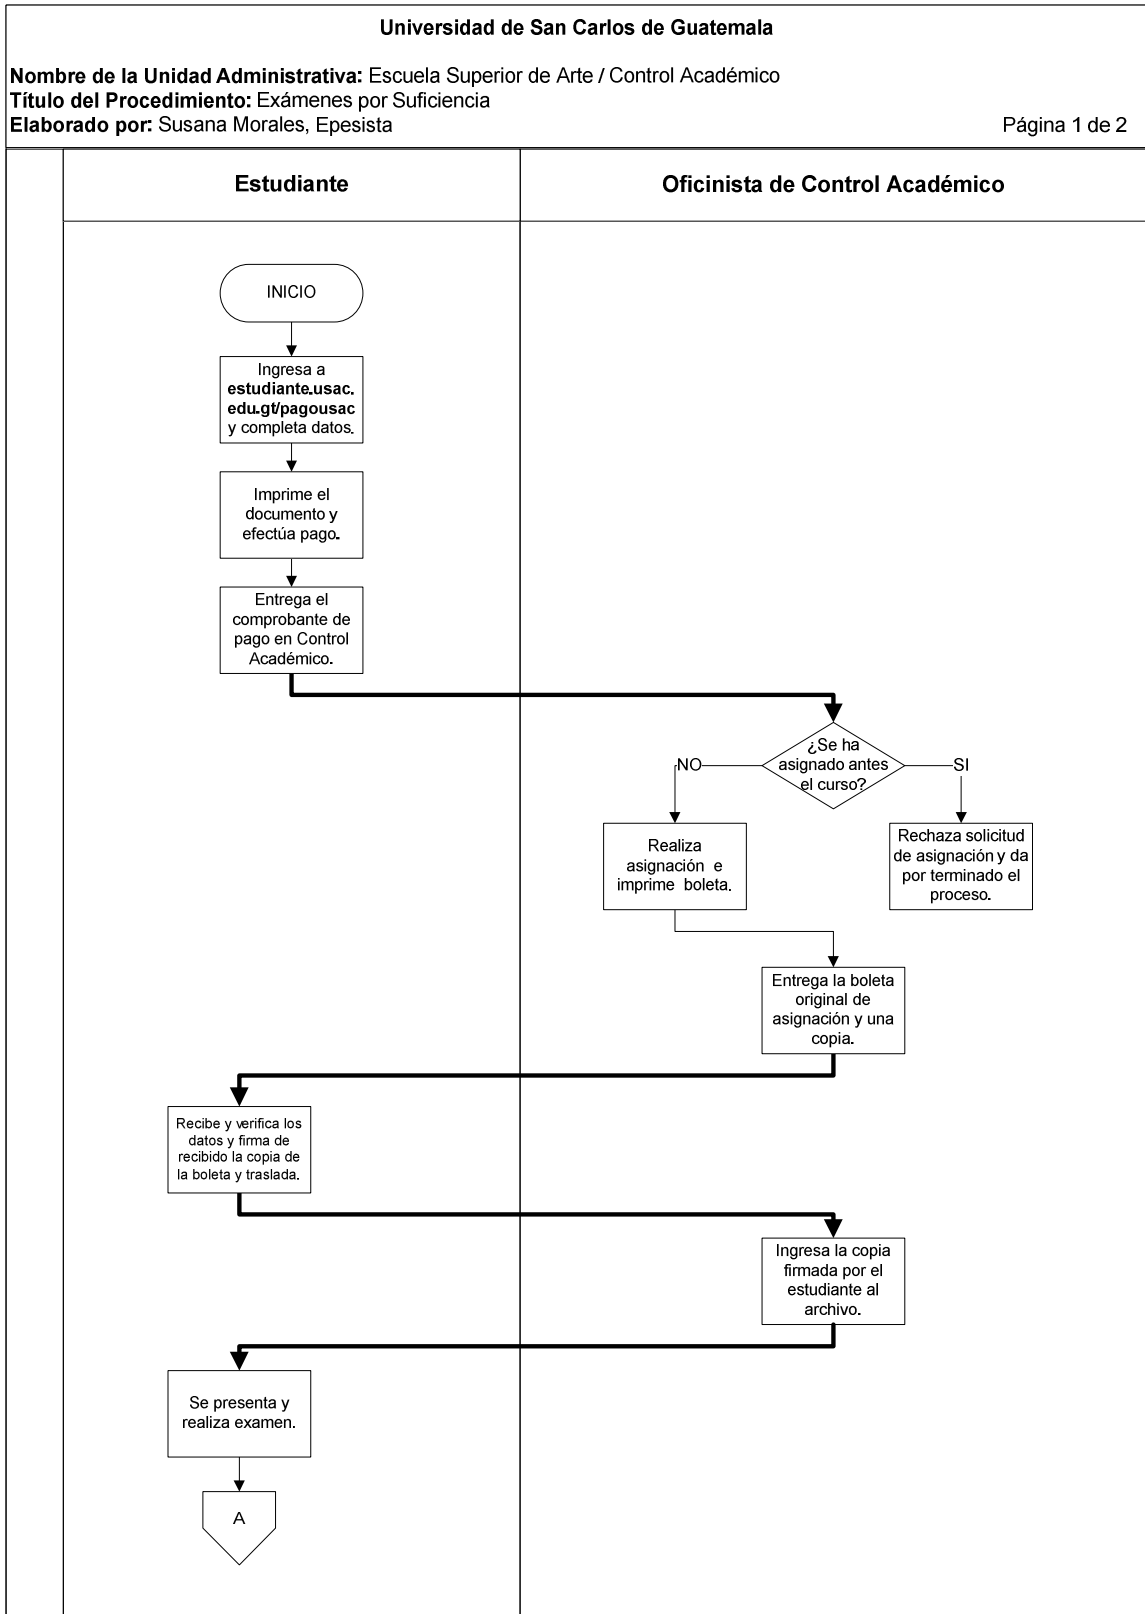 Universidad de San Carlos de Guatemala
Nombre de la Unidad Administrativa: Escuela Superior de Arte / Control Académico
Título del Procedimiento: Exámenes por Suficiencia
Elaborado por: Susana Morales, Epesista
Página 1 de 2
Estudiante
Oficinista de Control Académico
INICIO
Ingresa a
estudiante.usac.
edu.gt/pagousac
y completa datos.
Imprime el
documento y
efectúa pago.
Entrega el
comprobante de
pago en Control
Académico.
¿Se ha
asignado antes
el curso?
NO
SI
Realiza
asignación e
imprime boleta.
Rechaza solicitud
de asignación y da
por terminado el
proceso.
Entrega la boleta
original de
asignación y una
copia.
Recibe y verifica los
datos y firma de
recibido la copia de
la boleta y traslada.
Ingresa la copia
firmada por el
estudiante al
archivo.
Se presenta y
realiza examen.
A